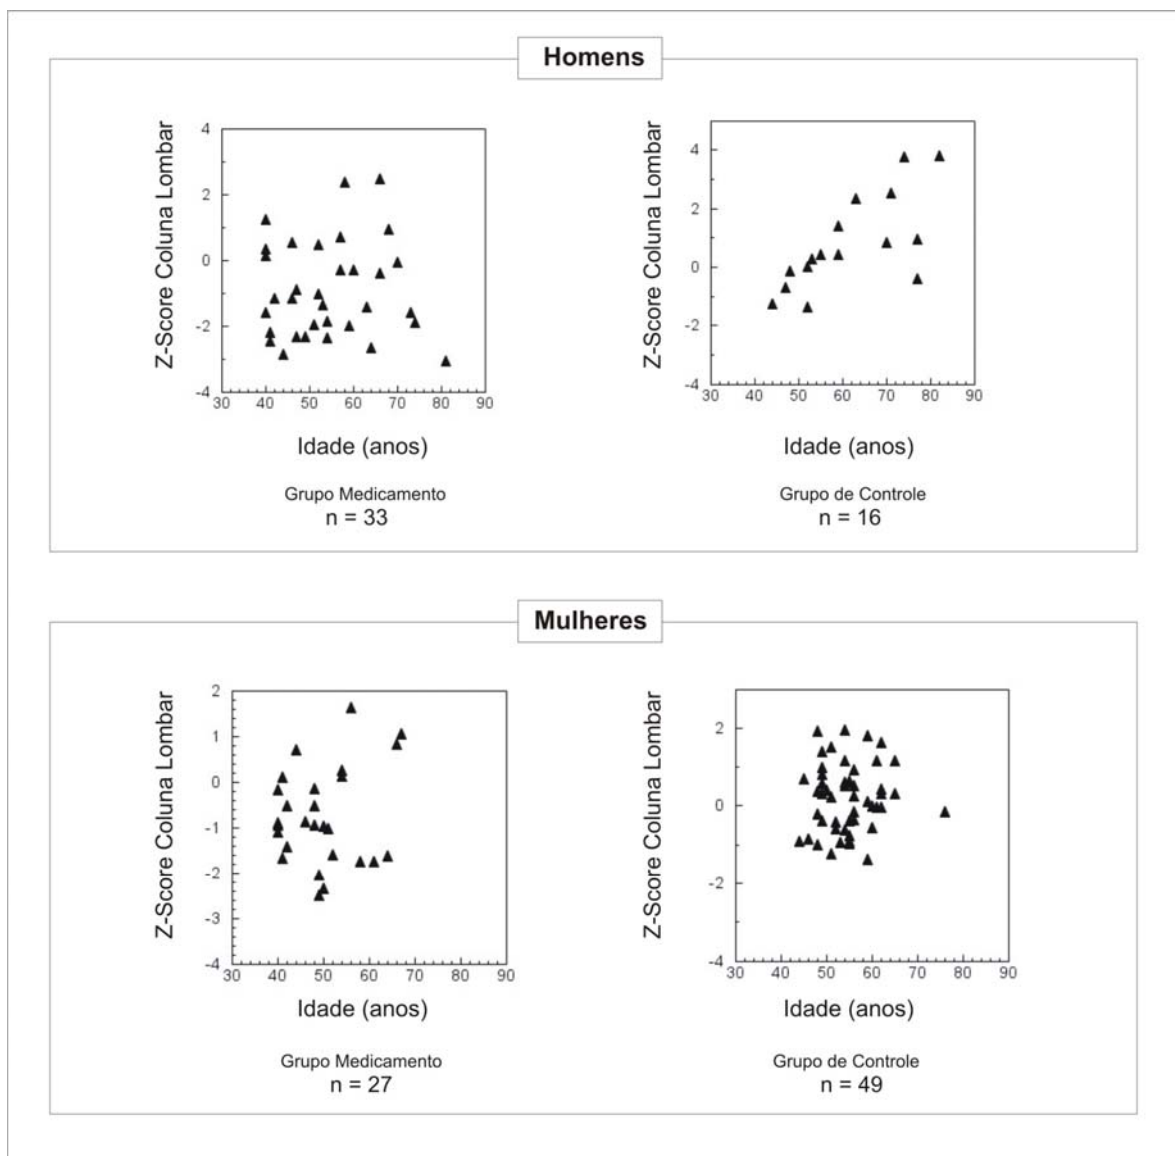 Homens
Z-Score Coluna Lombar
4
2
0
-2
-4
30 40 50 60 70 80 90
Idade (anos)
Grupo Medicamento
n = 33
Z-Score Coluna Lombar
4
2
0
-2
-4
30 40 50 60 70 80 90
Idade (anos)
Grupo de Controle
n = 16
Mulheres
Z-Score Coluna Lombar
2
1
0
-1
-2
-3
-4
30 40 50 60 70 80 90
Idade (anos)
Grupo Medicamento
n = 27
Z-Score Coluna Lombar
2
0
-2
-4
30 40 50 60 70 80 90
Idade (anos)
Grupo de Controle
n = 49